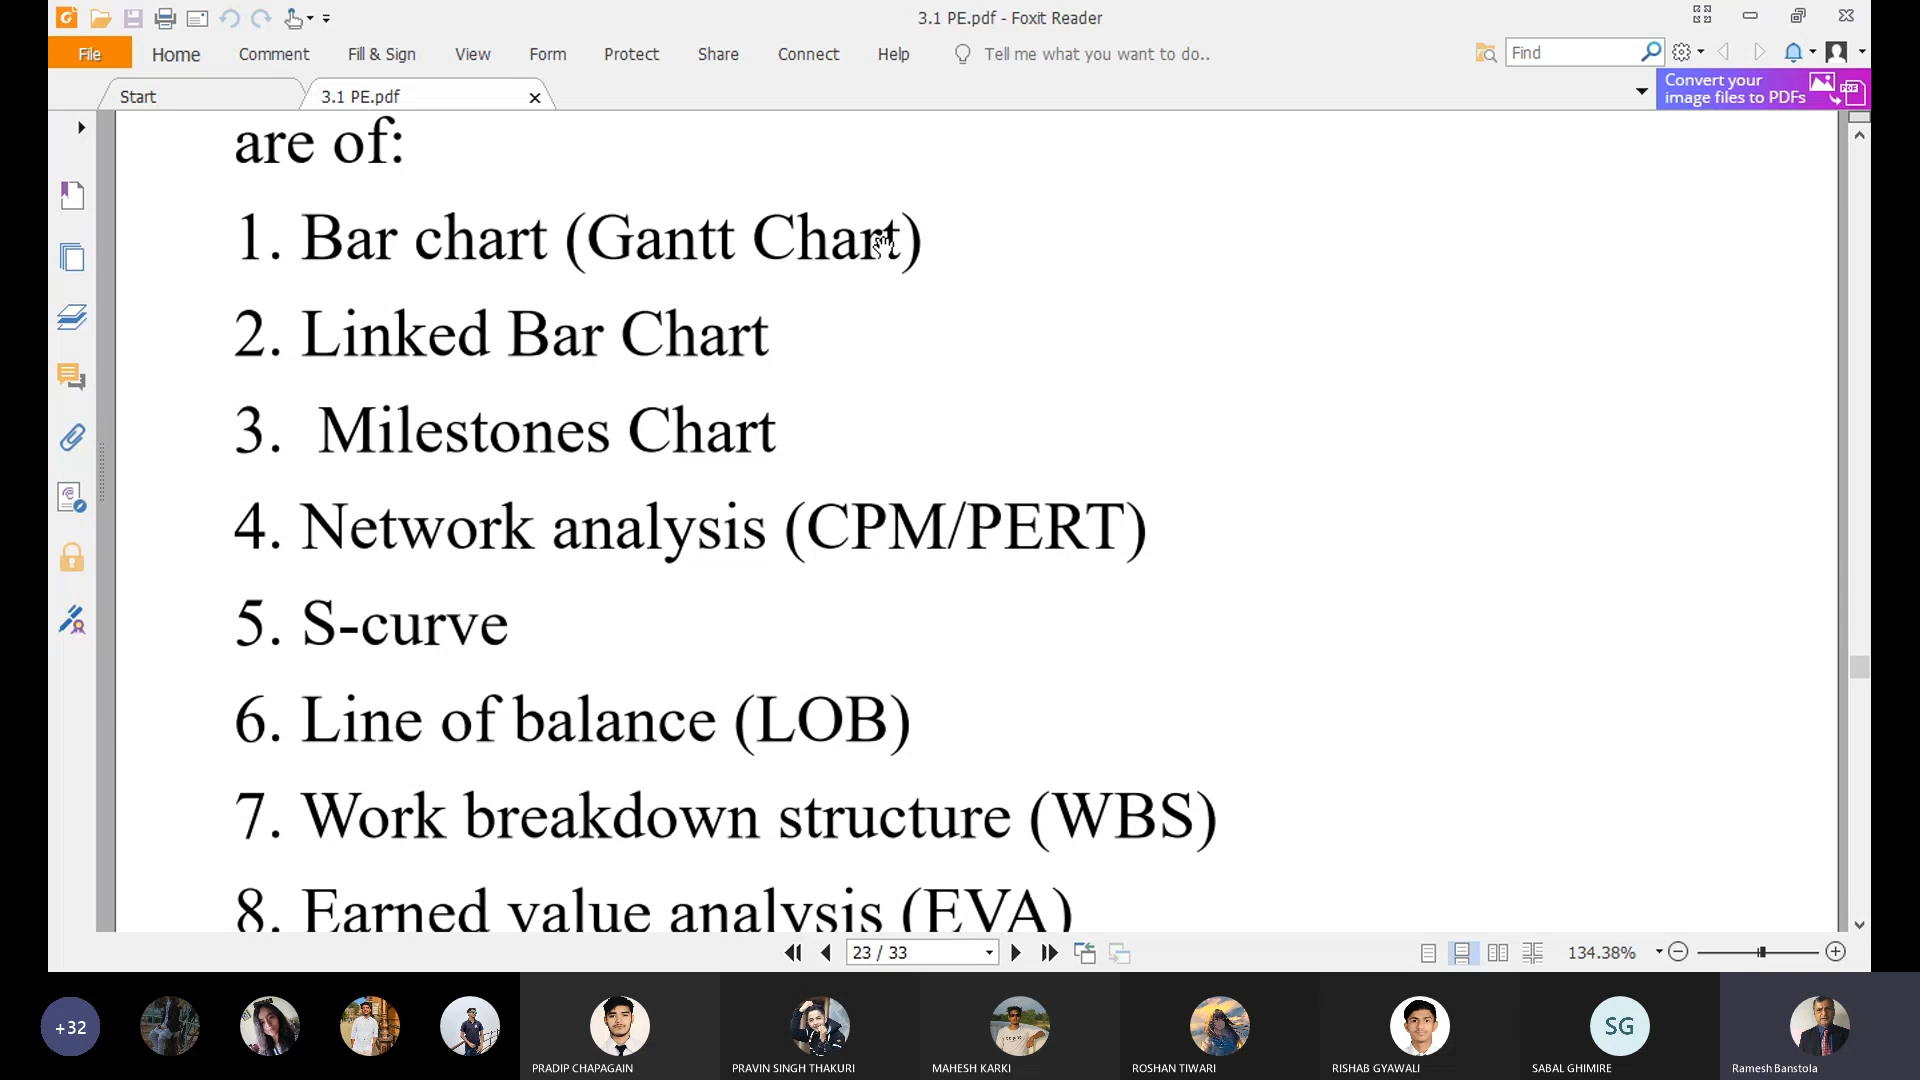 3.1 PE.pdf - Foxit Reader
File Home Comment Fill & Sign View Form Protect Share Connect Help Tell me what you want to do.. Find
Start 3.1 PE.pdf Convert your
image files to PDFs PDF
are of:
1. Bar chart (Gantt Chart)
2. Linked Bar Chart
3. Milestones Chart
4. Network analysis (CPM/PERT)
5. S-curve
6. Line of balance (LOB)
7. Work breakdown structure (WBS)
8. Earned value analysis (EVA)
23 / 33 134.38%
+32 SG
PRADIP CHAPAGAIN PRAVIN SINGH THAKURI MAHESH KARKI ROSHAN TIWARI RISHAB GYAWALI SABAL GHIMIRE Ramesh Banstola